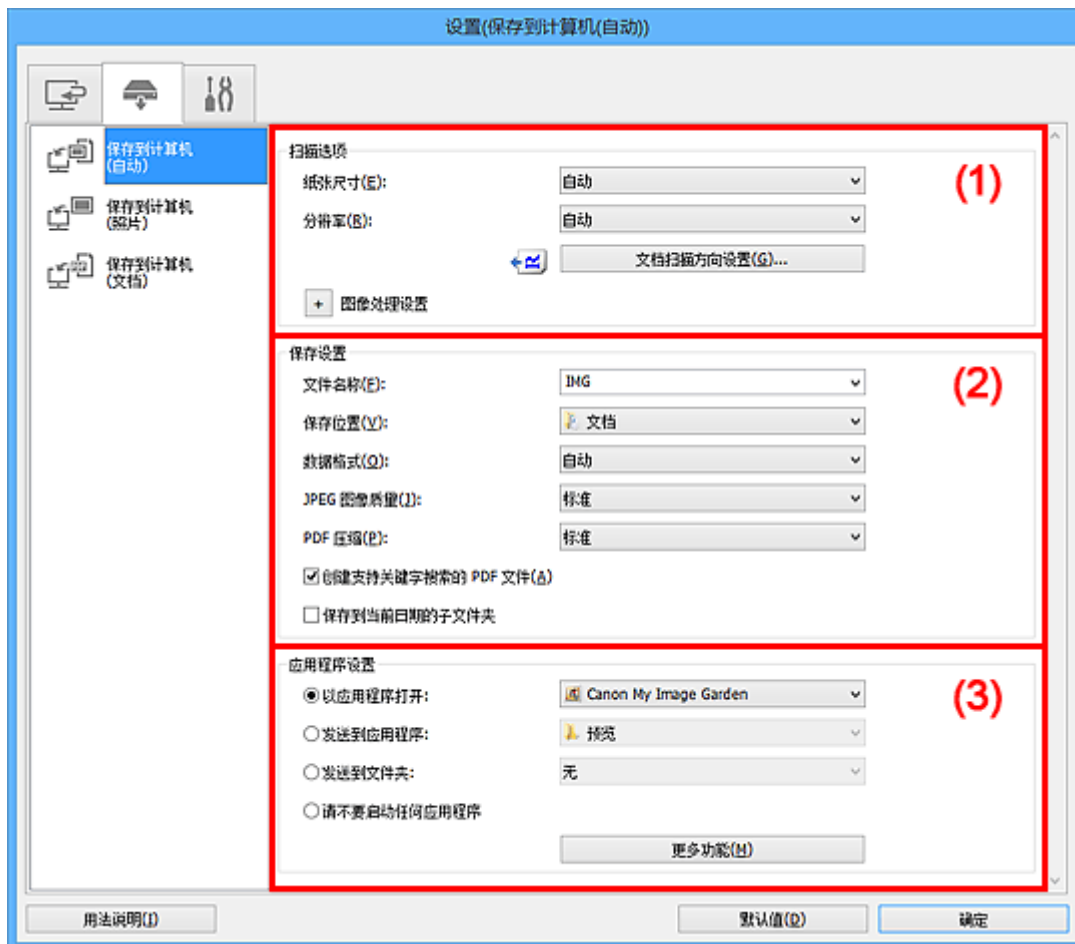 设置(保存到计算机(自动))
保存到计算机
(自动)
保存到计算机
(照片)
保存到计算机
(文档)
扫描选项
(1)
纸张尺寸(E): 自动
分辨率(R): 自动
文档扫描方向设置(G)...
+ 图像处理设置
保存设置
(2)
文件名称(F): IMG
保存位置(V): 文档
数据格式(O): 自动
JPEG 图像质量(J): 标准
PDF 压缩(P): 标准
创建支持关键字搜索的 PDF 文件(A)
保存到当前日期的子文件夹
应用程序设置
(3)
以应用程序打开: Canon My Image Garden
发送到应用程序: 预览
发送到文件夹: 无
请不要启动任何应用程序
更多功能(M)
用法说明(I) 默认值(D) 确定